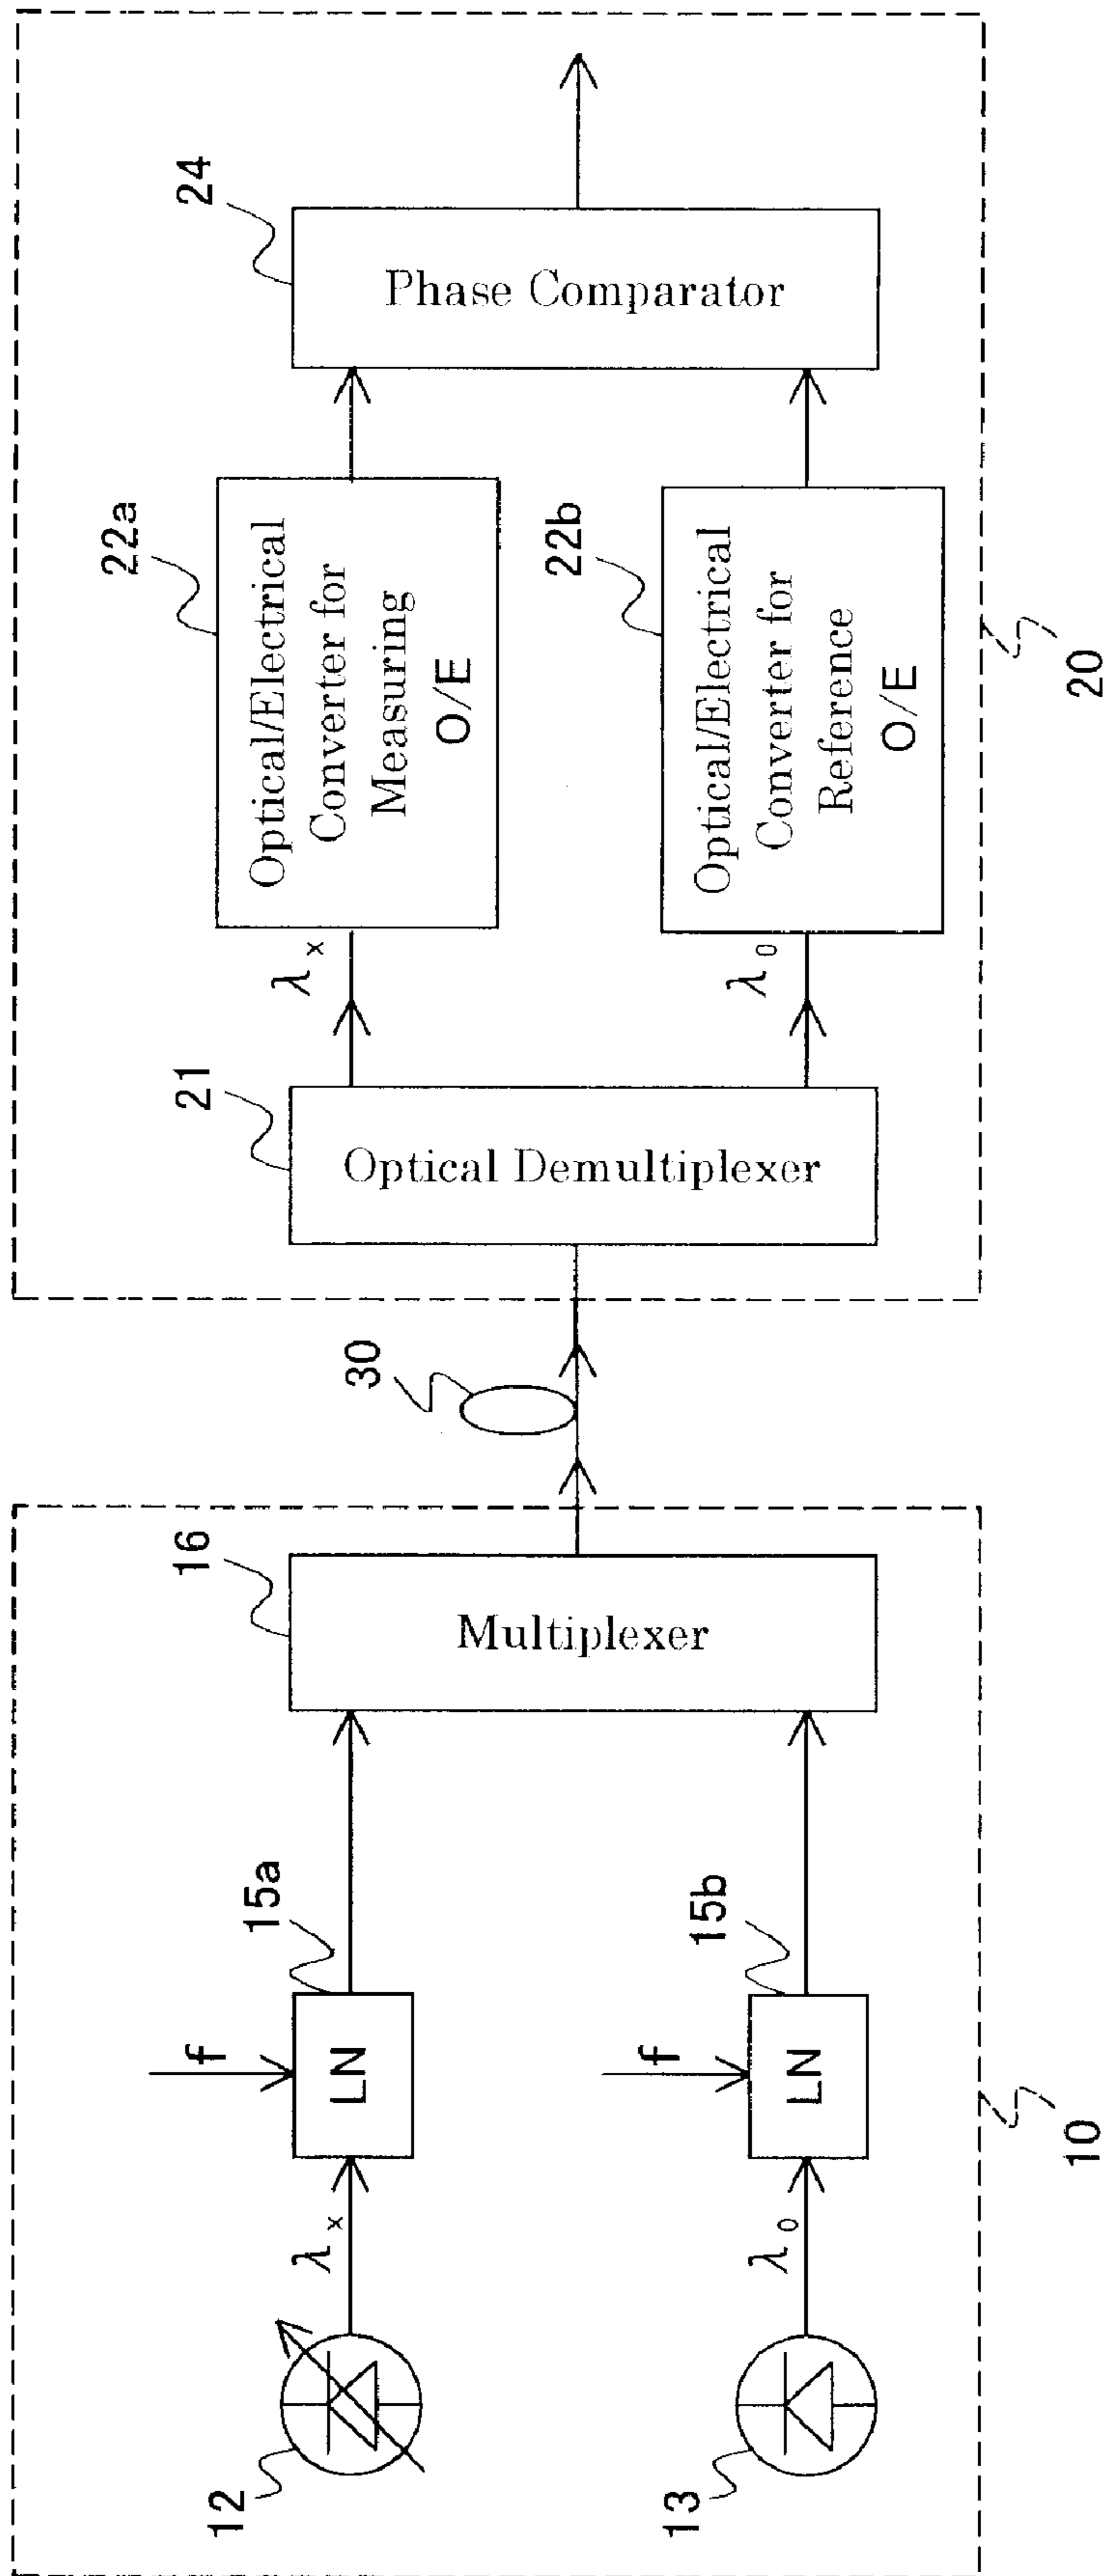 12
λx
f
LN
15a
16
Multiplexer
13
λ0
f
LN
15b
10
30
21
Optical Demultiplexer
λx
22a
Optical/Electrical
Converter for
Measuring
O/E
λ0
22b
Optical/Electrical
Converter for
Reference
O/E
24
Phase Comparator
20